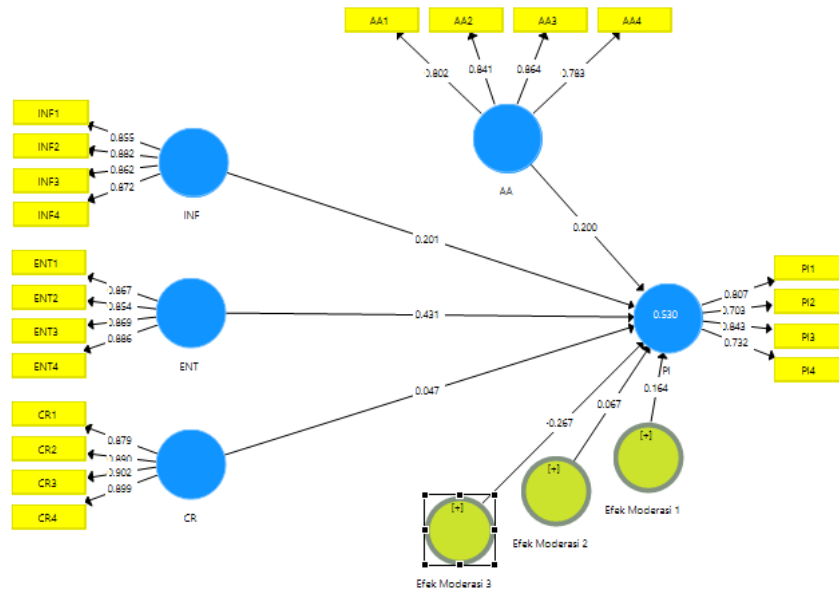 AA1 AA2 AA3 AA4
0.802 0.841 0.864 0.783
AA
INF1
INF2
INF3
INF4
0.855
0.882
0.862
0.872
INF
0.201
0.200
ENT1
ENT2
ENT3
ENT4
0.867
0.854
0.869
0.886
ENT
0.431
0.530
PI
0.807
0.703
0.843
0.732
PI1
PI2
PI3
PI4
CR1
CR2
CR3
CR4
0.879
0.890
0.902
0.899
CR
0.047
-0.267
0.067
0.164
[+]
Efek Moderasi 1
[+]
Efek Moderasi 2
[+]
Efek Moderasi 3